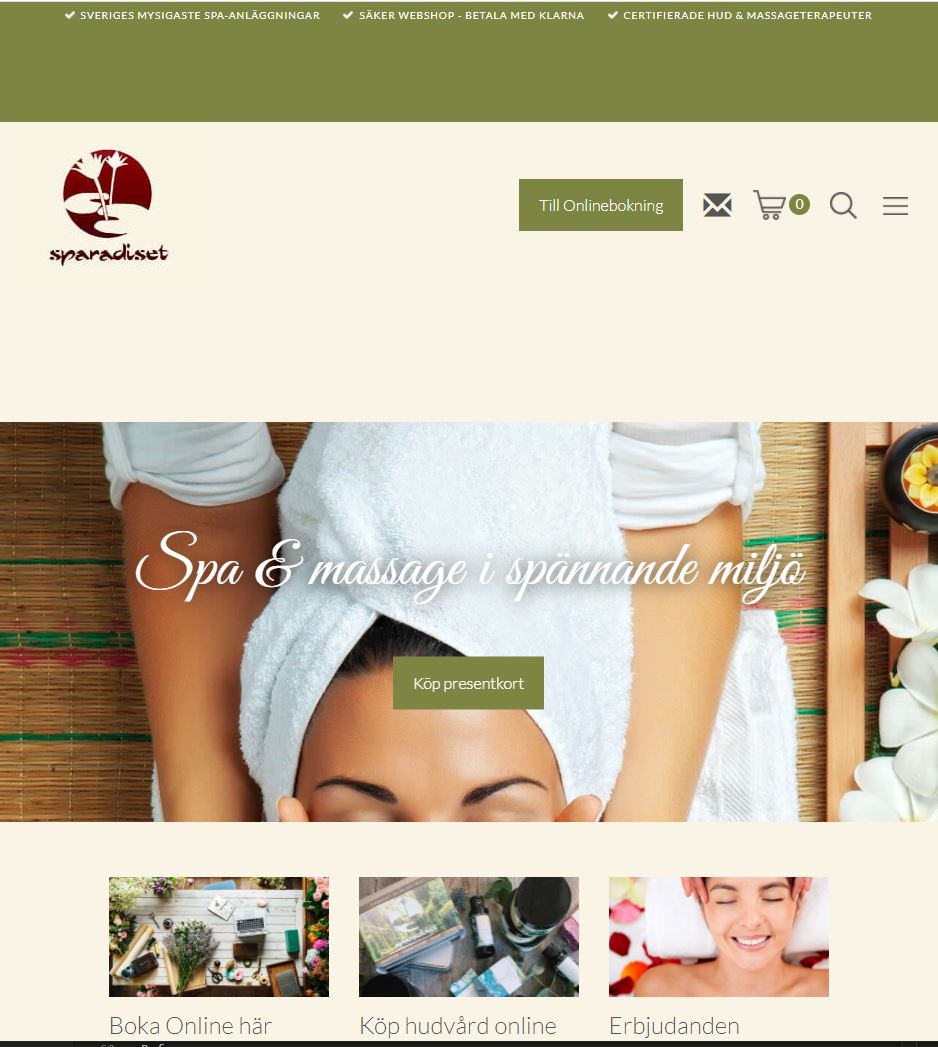 SVERIGES MYSIGASTE SPA-ANLÄGGNINGAR SÄKER WEBSHOP - BETALA MED KLARNA CERTIFIERADE HUD & MASSAGETERAPEUTER
sparadiset
Till Onlinebokning
0
Spa & massage i spännande miljö
Köp presentkort
Boka Online här
Köp hudvård online
Erbjudanden